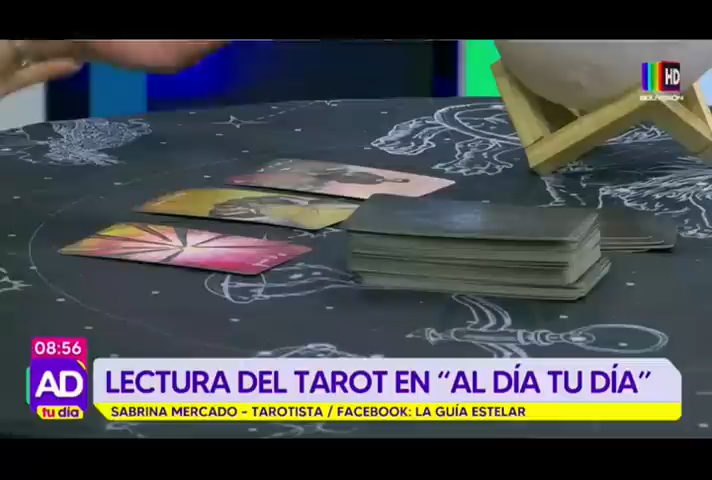 HD
BOLIVISIÓN
08:56
AD
tu día
LECTURA DEL TAROT EN “AL DÍA TU DÍA”
SABRINA MERCADO - TAROTISTA / FACEBOOK: LA GUÍA ESTELAR